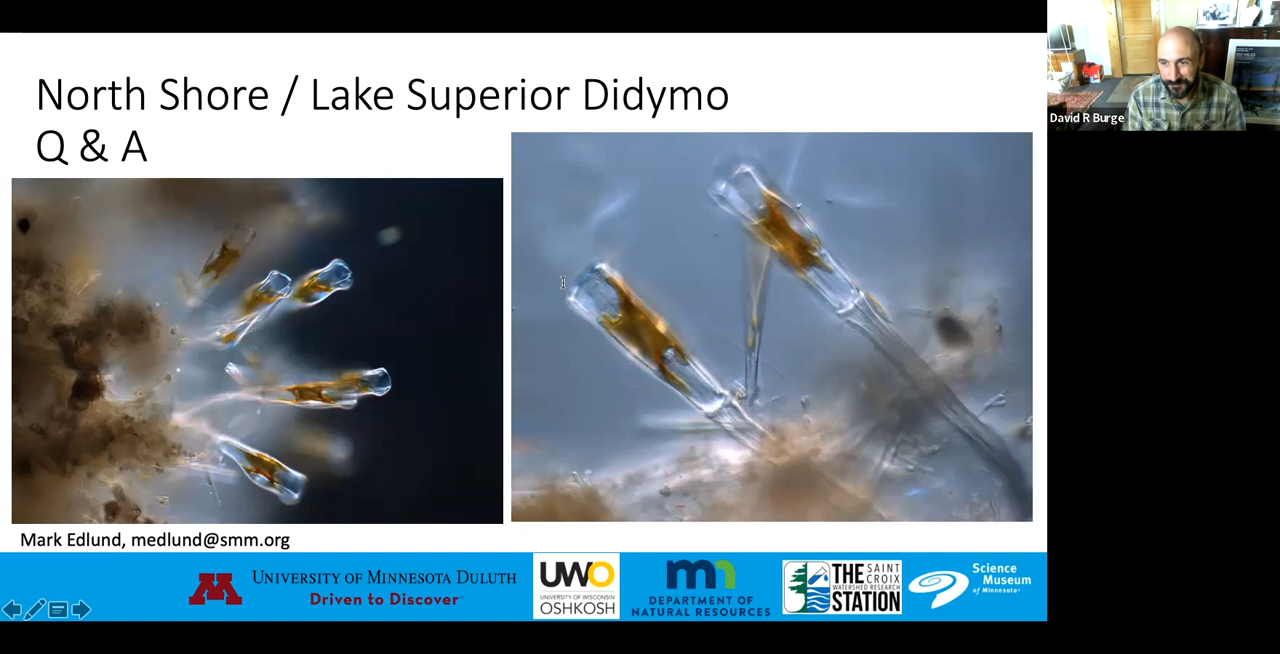 North Shore / Lake Superior Didymo
Q & A
David R Burge
Mark Edlund, medlund@smm.org
M
UNIVERSITY OF MINNESOTA DULUTH
Driven to Discover
UWO
UNIVERSITY OF WISCONSIN
OSHKOSH
mn
DEPARTMENT OF
NATURAL RESOURCES
THE SAINT CROIX
WATERSHED RESEARCH
STATION
Science
Museum
of Minnesota